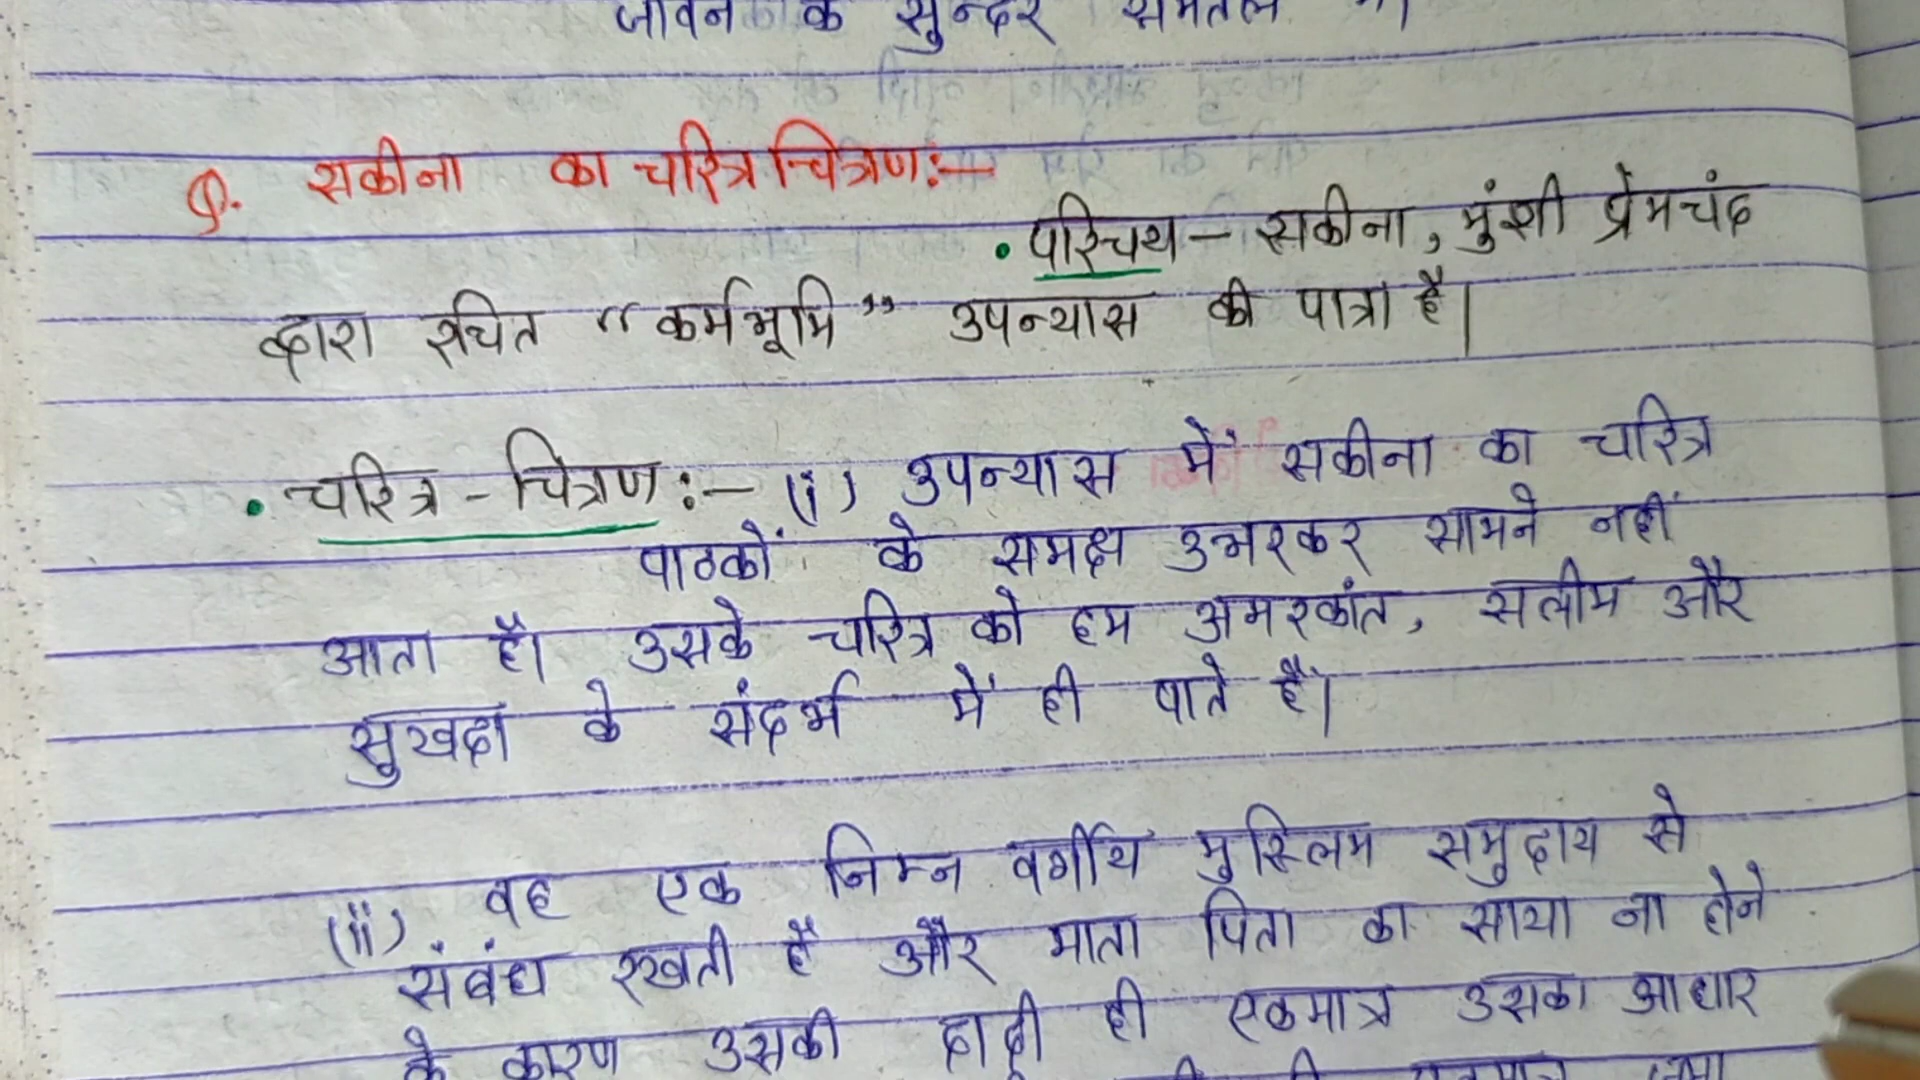 जीवन के सुन्दर समतल
Q. सकीना का चरित्र चित्रण:-
• परिचय - सकीना, मुंशी प्रेमचंद
द्वारा रचित "कर्मभूमि" उपन्यास की पात्रा है।
• चरित्र - चित्रण :- (i) उपन्यास में सकीना का चरित्र
पाठकों के समक्ष उभरकर सामने नहीं
आता है। उसके चरित्र को हम अमरकांत, सलीम और
सुखदा के संदर्भ में ही पाते हैं।
(ii) वह एक निम्न वर्गीय मुस्लिम समुदाय से
संबंध रखती है और माता पिता का साया ना होने
के कारण उसकी दादी ही एकमात्र उसका आधार